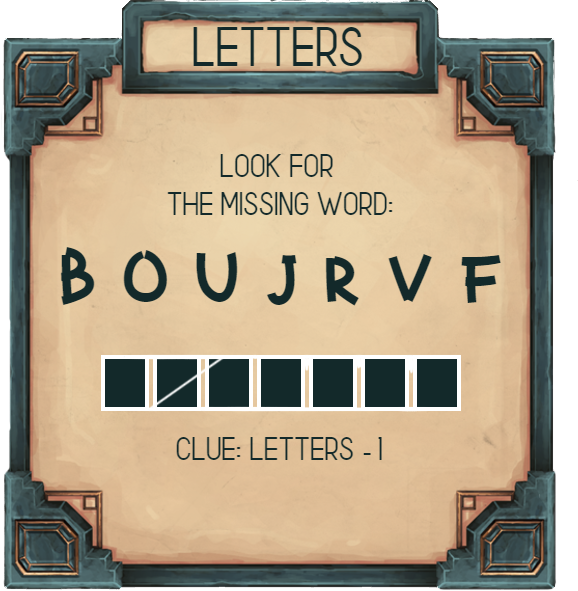 LETTERS
LOOK FOR
THE MISSING WORD:
B O U J R V F
CLUE: LETTERS -1